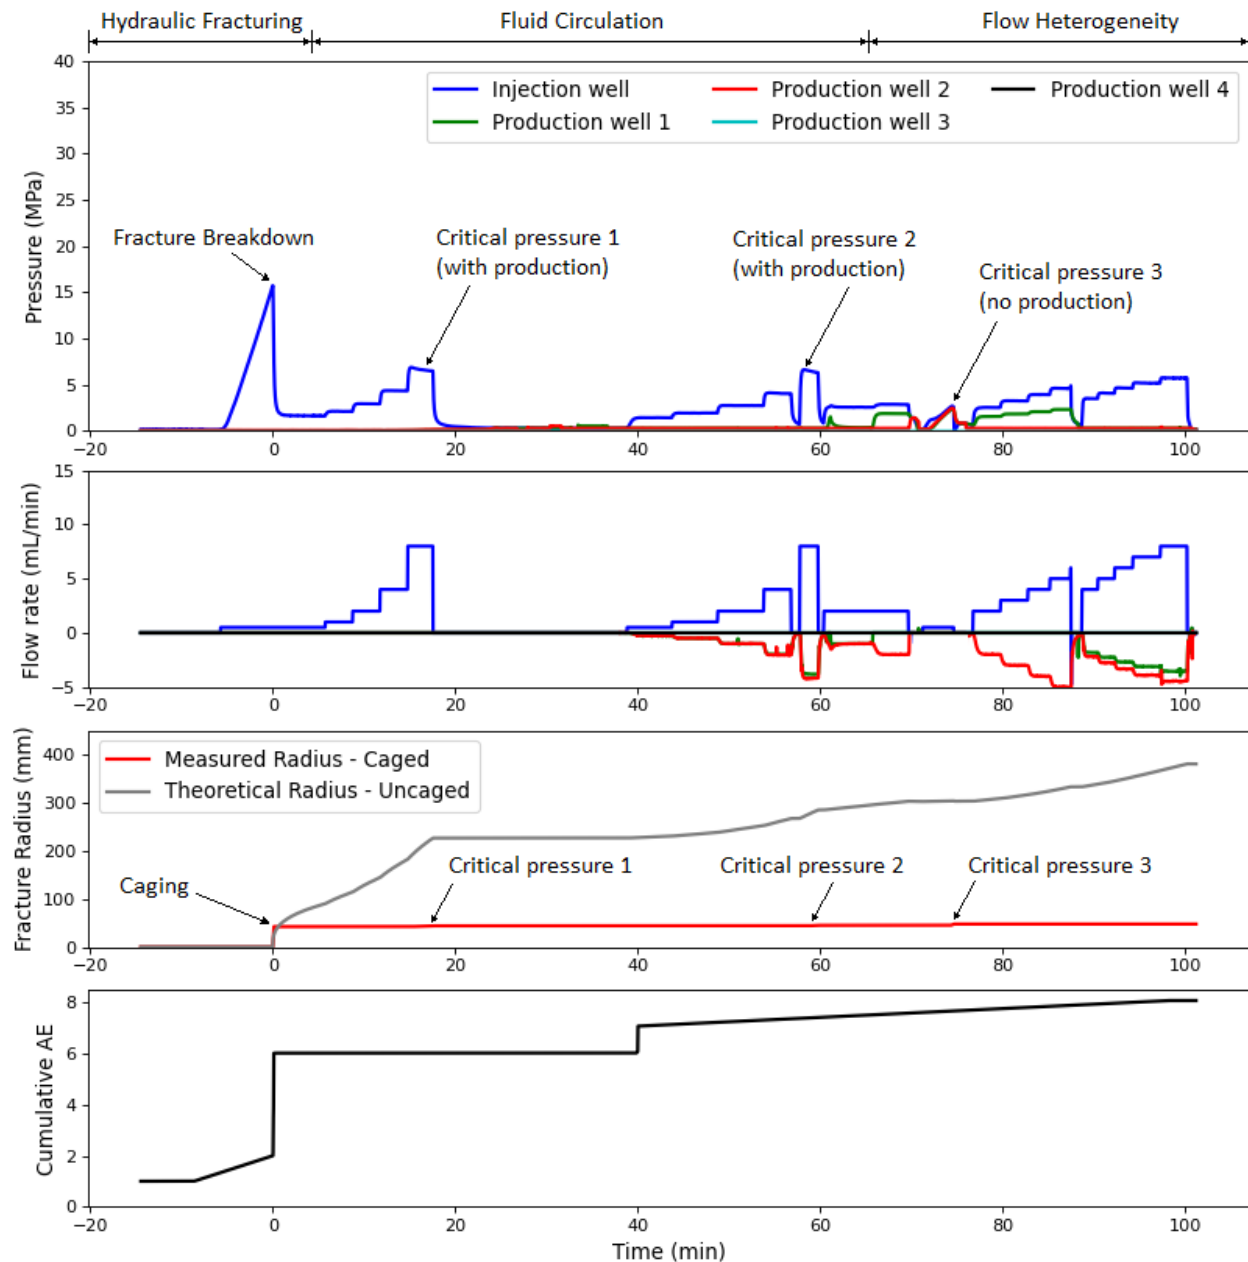 Hydraulic Fracturing
Fluid Circulation
Flow Heterogeneity
40
35
30
25
20
15
10
5
0
Pressure (MPa)
Injection well
Production well 1
Production well 2
Production well 3
Production well 4
Fracture Breakdown
Critical pressure 1
(with production)
Critical pressure 2
(with production)
Critical pressure 3
(no production)
−20 0 20 40 60 80 100
15
10
5
0
−5
Flow rate (mL/min)
−20 0 20 40 60 80 100
400
300
200
100
0
Fracture Radius (mm)
Measured Radius - Caged
Theoretical Radius - Uncaged
Caging
Critical pressure 1
Critical pressure 2
Critical pressure 3
−20 0 20 40 60 80 100
8
6
4
2
0
Cumulative AE
−20 0 20 40 60 80 100
Time (min)